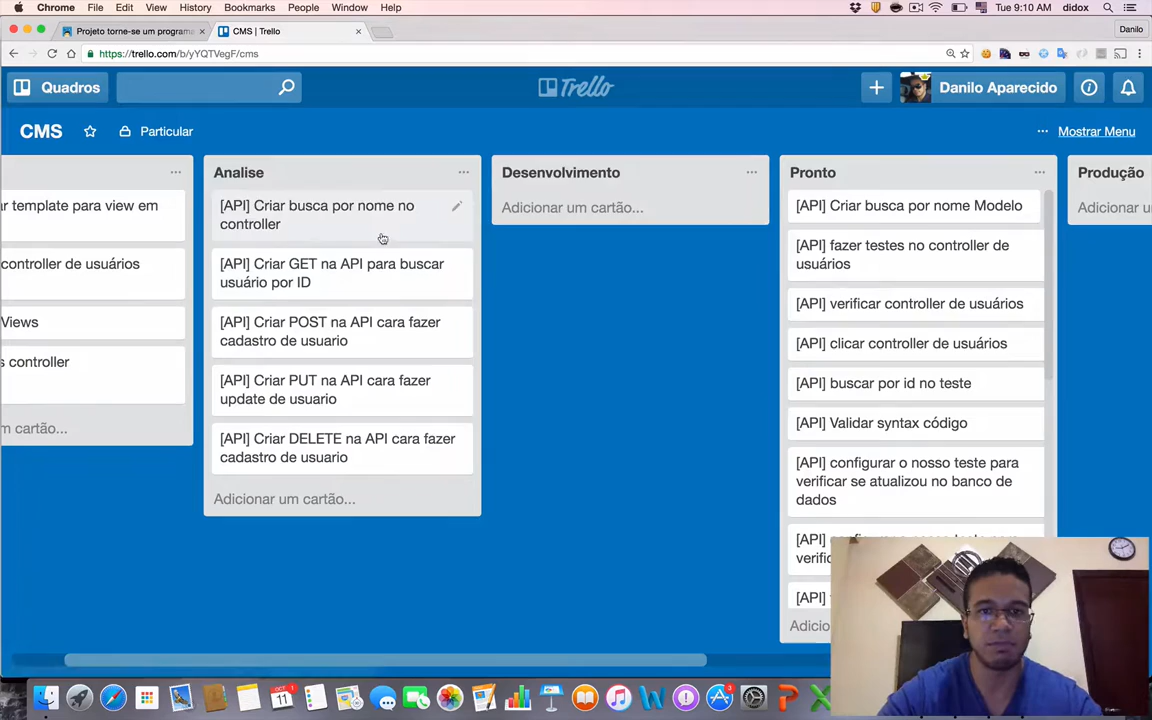 Chrome File Edit View History Bookmarks People Window Help Tue 9:10 AM didox
Projeto torne-se um programa
CMS | Trello
Danilo
https://trello.com/b/yYQTVegF/cms
Quadros
Trello
Danilo Aparecido
CMS
Particular
Mostrar Menu
template para view em
controller de usuários
Views
controller
cartão...
Analise
[API] Criar busca por nome no
controller
[API] Criar GET na API para buscar
usuário por ID
[API] Criar POST na API cara fazer
cadastro de usuario
[API] Criar PUT na API cara fazer
update de usuario
[API] Criar DELETE na API cara fazer
cadastro de usuario
Adicionar um cartão...
Desenvolvimento
Adicionar um cartão...
Pronto
[API] Criar busca por nome Modelo
[API] fazer testes no controller de
usuários
[API] verificar controller de usuários
[API] clicar controller de usuários
[API] buscar por id no teste
[API] Validar syntax código
[API] configurar o nosso teste para
verificar se atualizou no banco de
dados
[API]
Produção
Adicionar